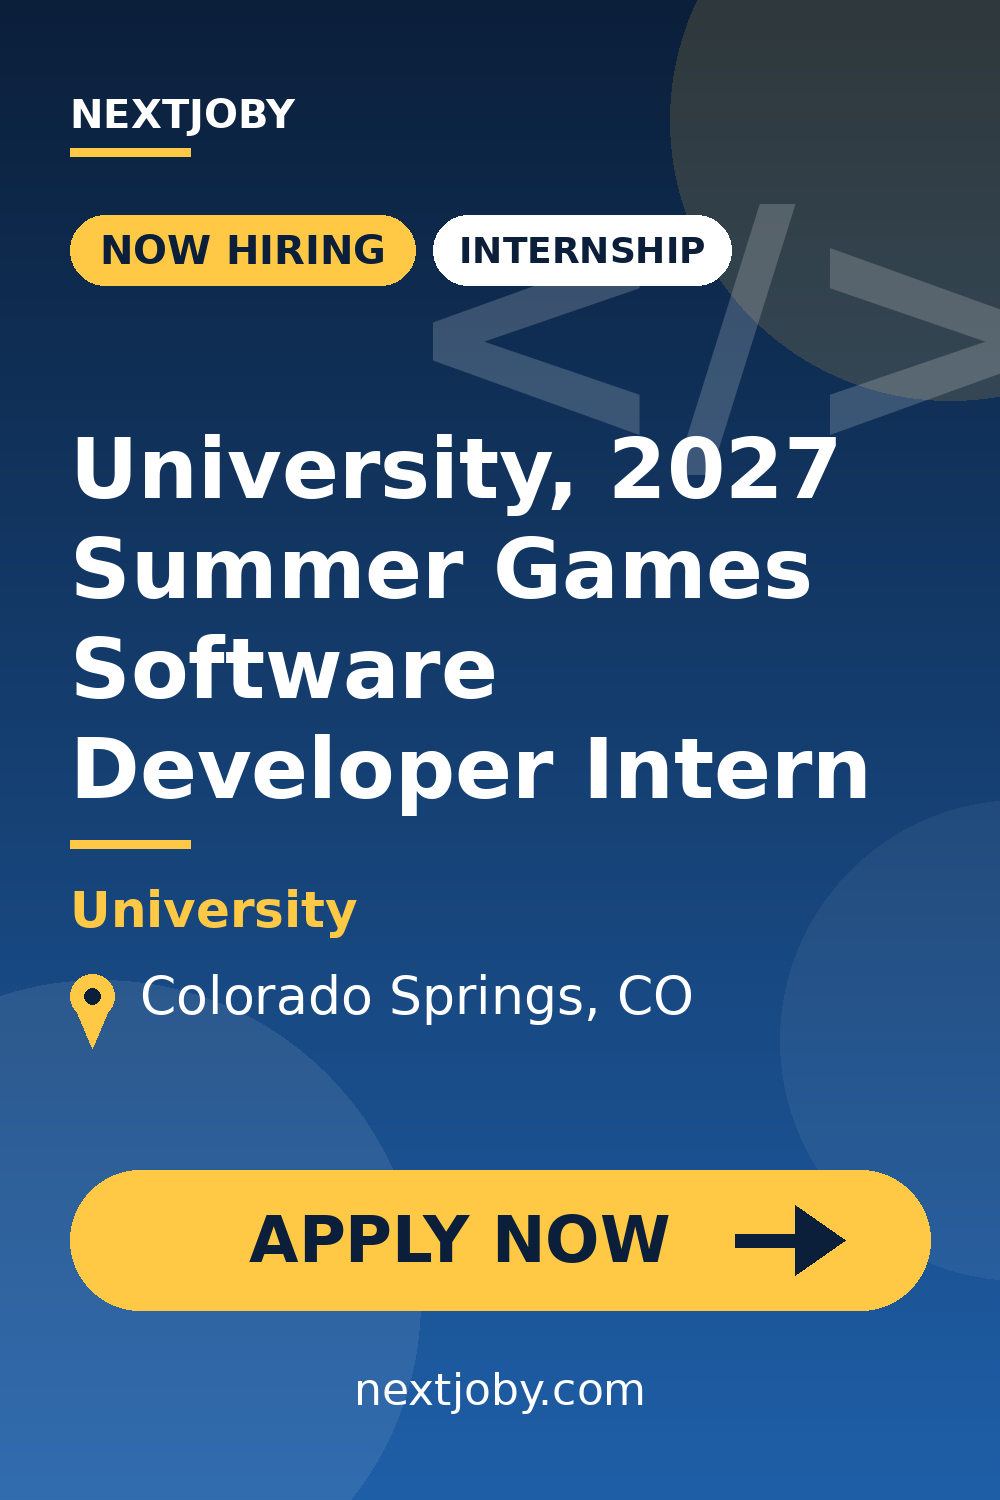 NEXTJOBY
NOW HIRING
INTERNSHIP
</>
University, 2027
Summer Games
Software
Developer Intern
University
Colorado Springs, CO
APPLY NOW
nextjoby.com